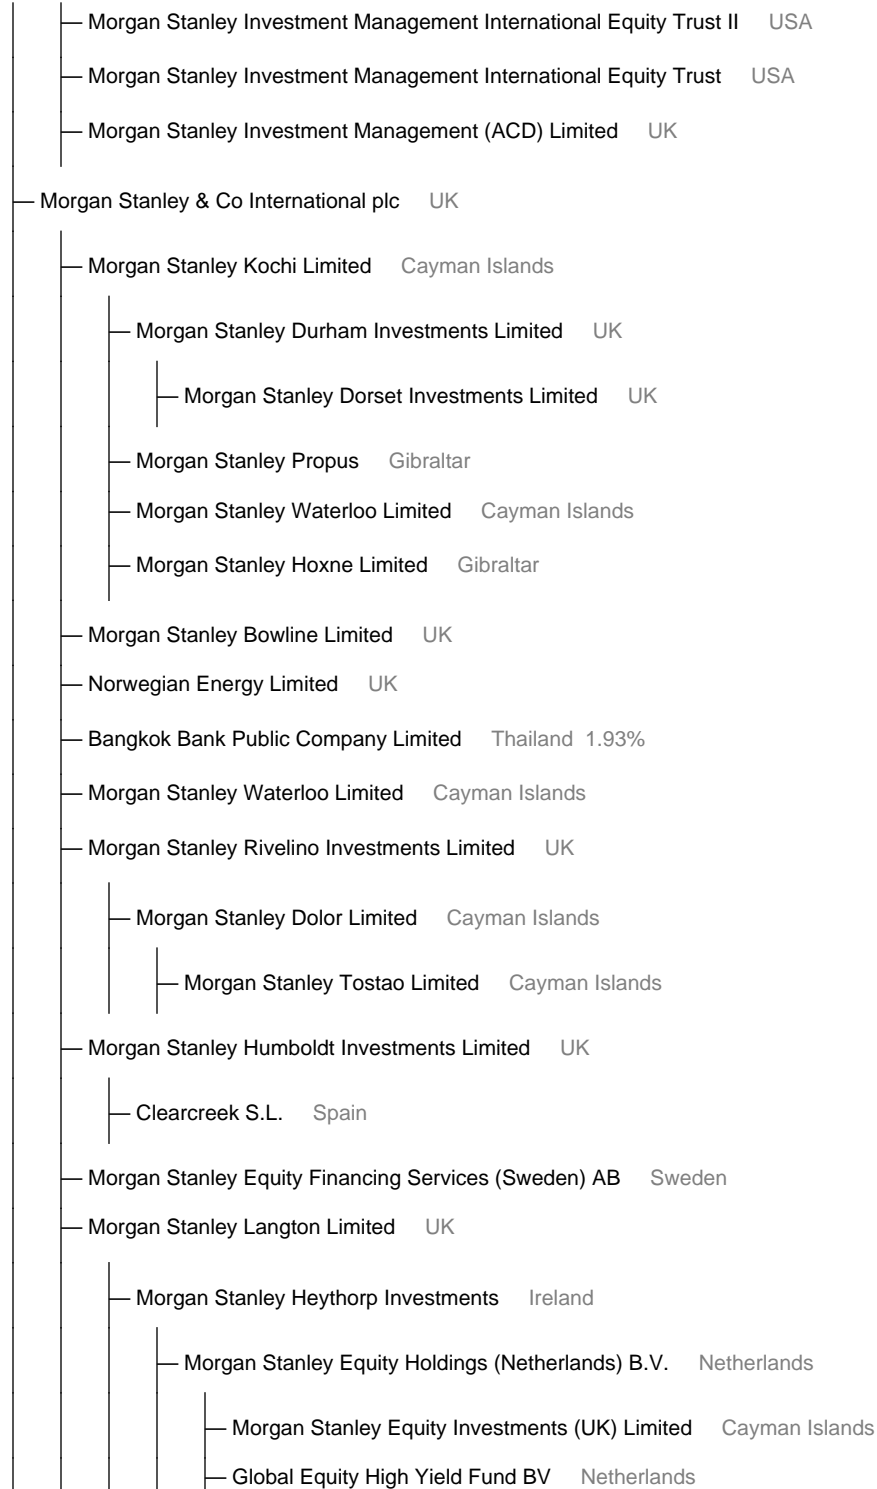 Morgan Stanley Investment Management International Equity Trust II USA
Morgan Stanley Investment Management International Equity Trust USA
Morgan Stanley Investment Management (ACD) Limited UK
Morgan Stanley & Co International plc UK
Morgan Stanley Kochi Limited Cayman Islands
Morgan Stanley Durham Investments Limited UK
Morgan Stanley Dorset Investments Limited UK
Morgan Stanley Propus Gibraltar
Morgan Stanley Waterloo Limited Cayman Islands
Morgan Stanley Hoxne Limited Gibraltar
Morgan Stanley Bowline Limited UK
Norwegian Energy Limited UK
Bangkok Bank Public Company Limited Thailand 1.93%
Morgan Stanley Waterloo Limited Cayman Islands
Morgan Stanley Rivelino Investments Limited UK
Morgan Stanley Dolor Limited Cayman Islands
Morgan Stanley Tostao Limited Cayman Islands
Morgan Stanley Humboldt Investments Limited UK
Clearcreek S.L. Spain
Morgan Stanley Equity Financing Services (Sweden) AB Sweden
Morgan Stanley Langton Limited UK
Morgan Stanley Heythorp Investments Ireland
Morgan Stanley Equity Holdings (Netherlands) B.V. Netherlands
Morgan Stanley Equity Investments (UK) Limited Cayman Islands
Global Equity High Yield Fund BV Netherlands